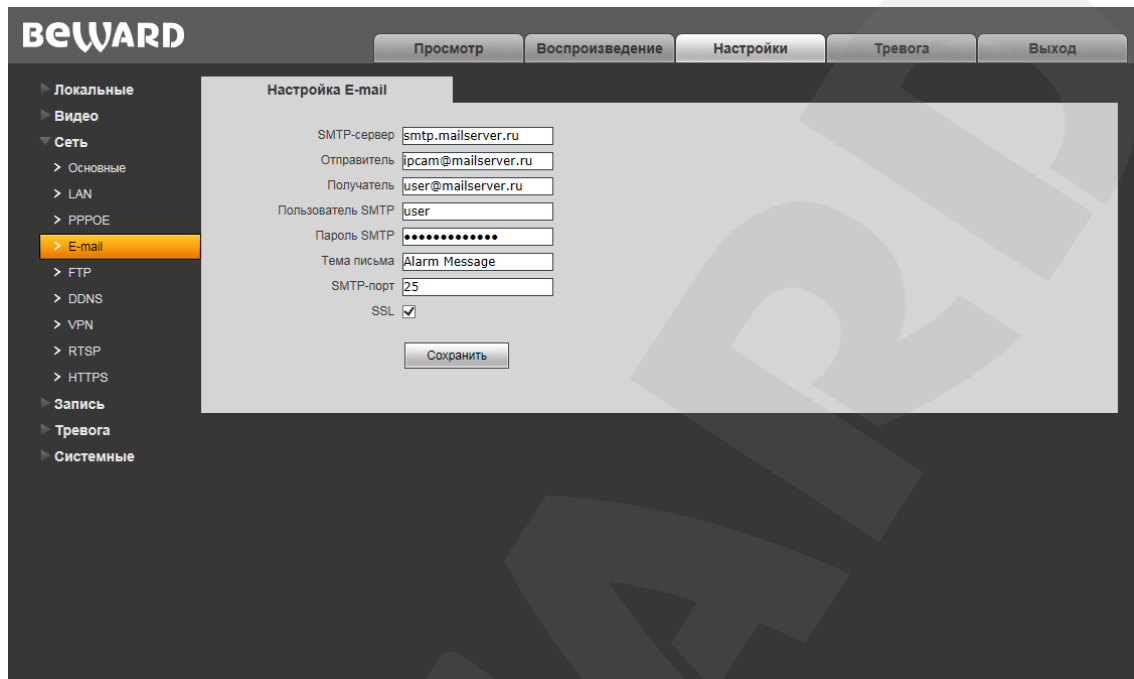 BEWARD
Просмотр Воспроизведение Настройки Тревога Выход
Локальные
Видео
Сеть
> Основные
> LAN
> PPPOE
> E-mail
> FTP
> DDNS
> VPN
> RTSP
> HTTPS
Запись
Тревога
Системные
Настройка E-mail
SMTP-сервер smtp.mailserver.ru
Отправитель ipcam@mailserver.ru
Получатель user@mailserver.ru
Пользователь SMTP user
Пароль SMTP •••••••••••••
Тема письма Alarm Message
SMTP-порт 25
SSL
Сохранить